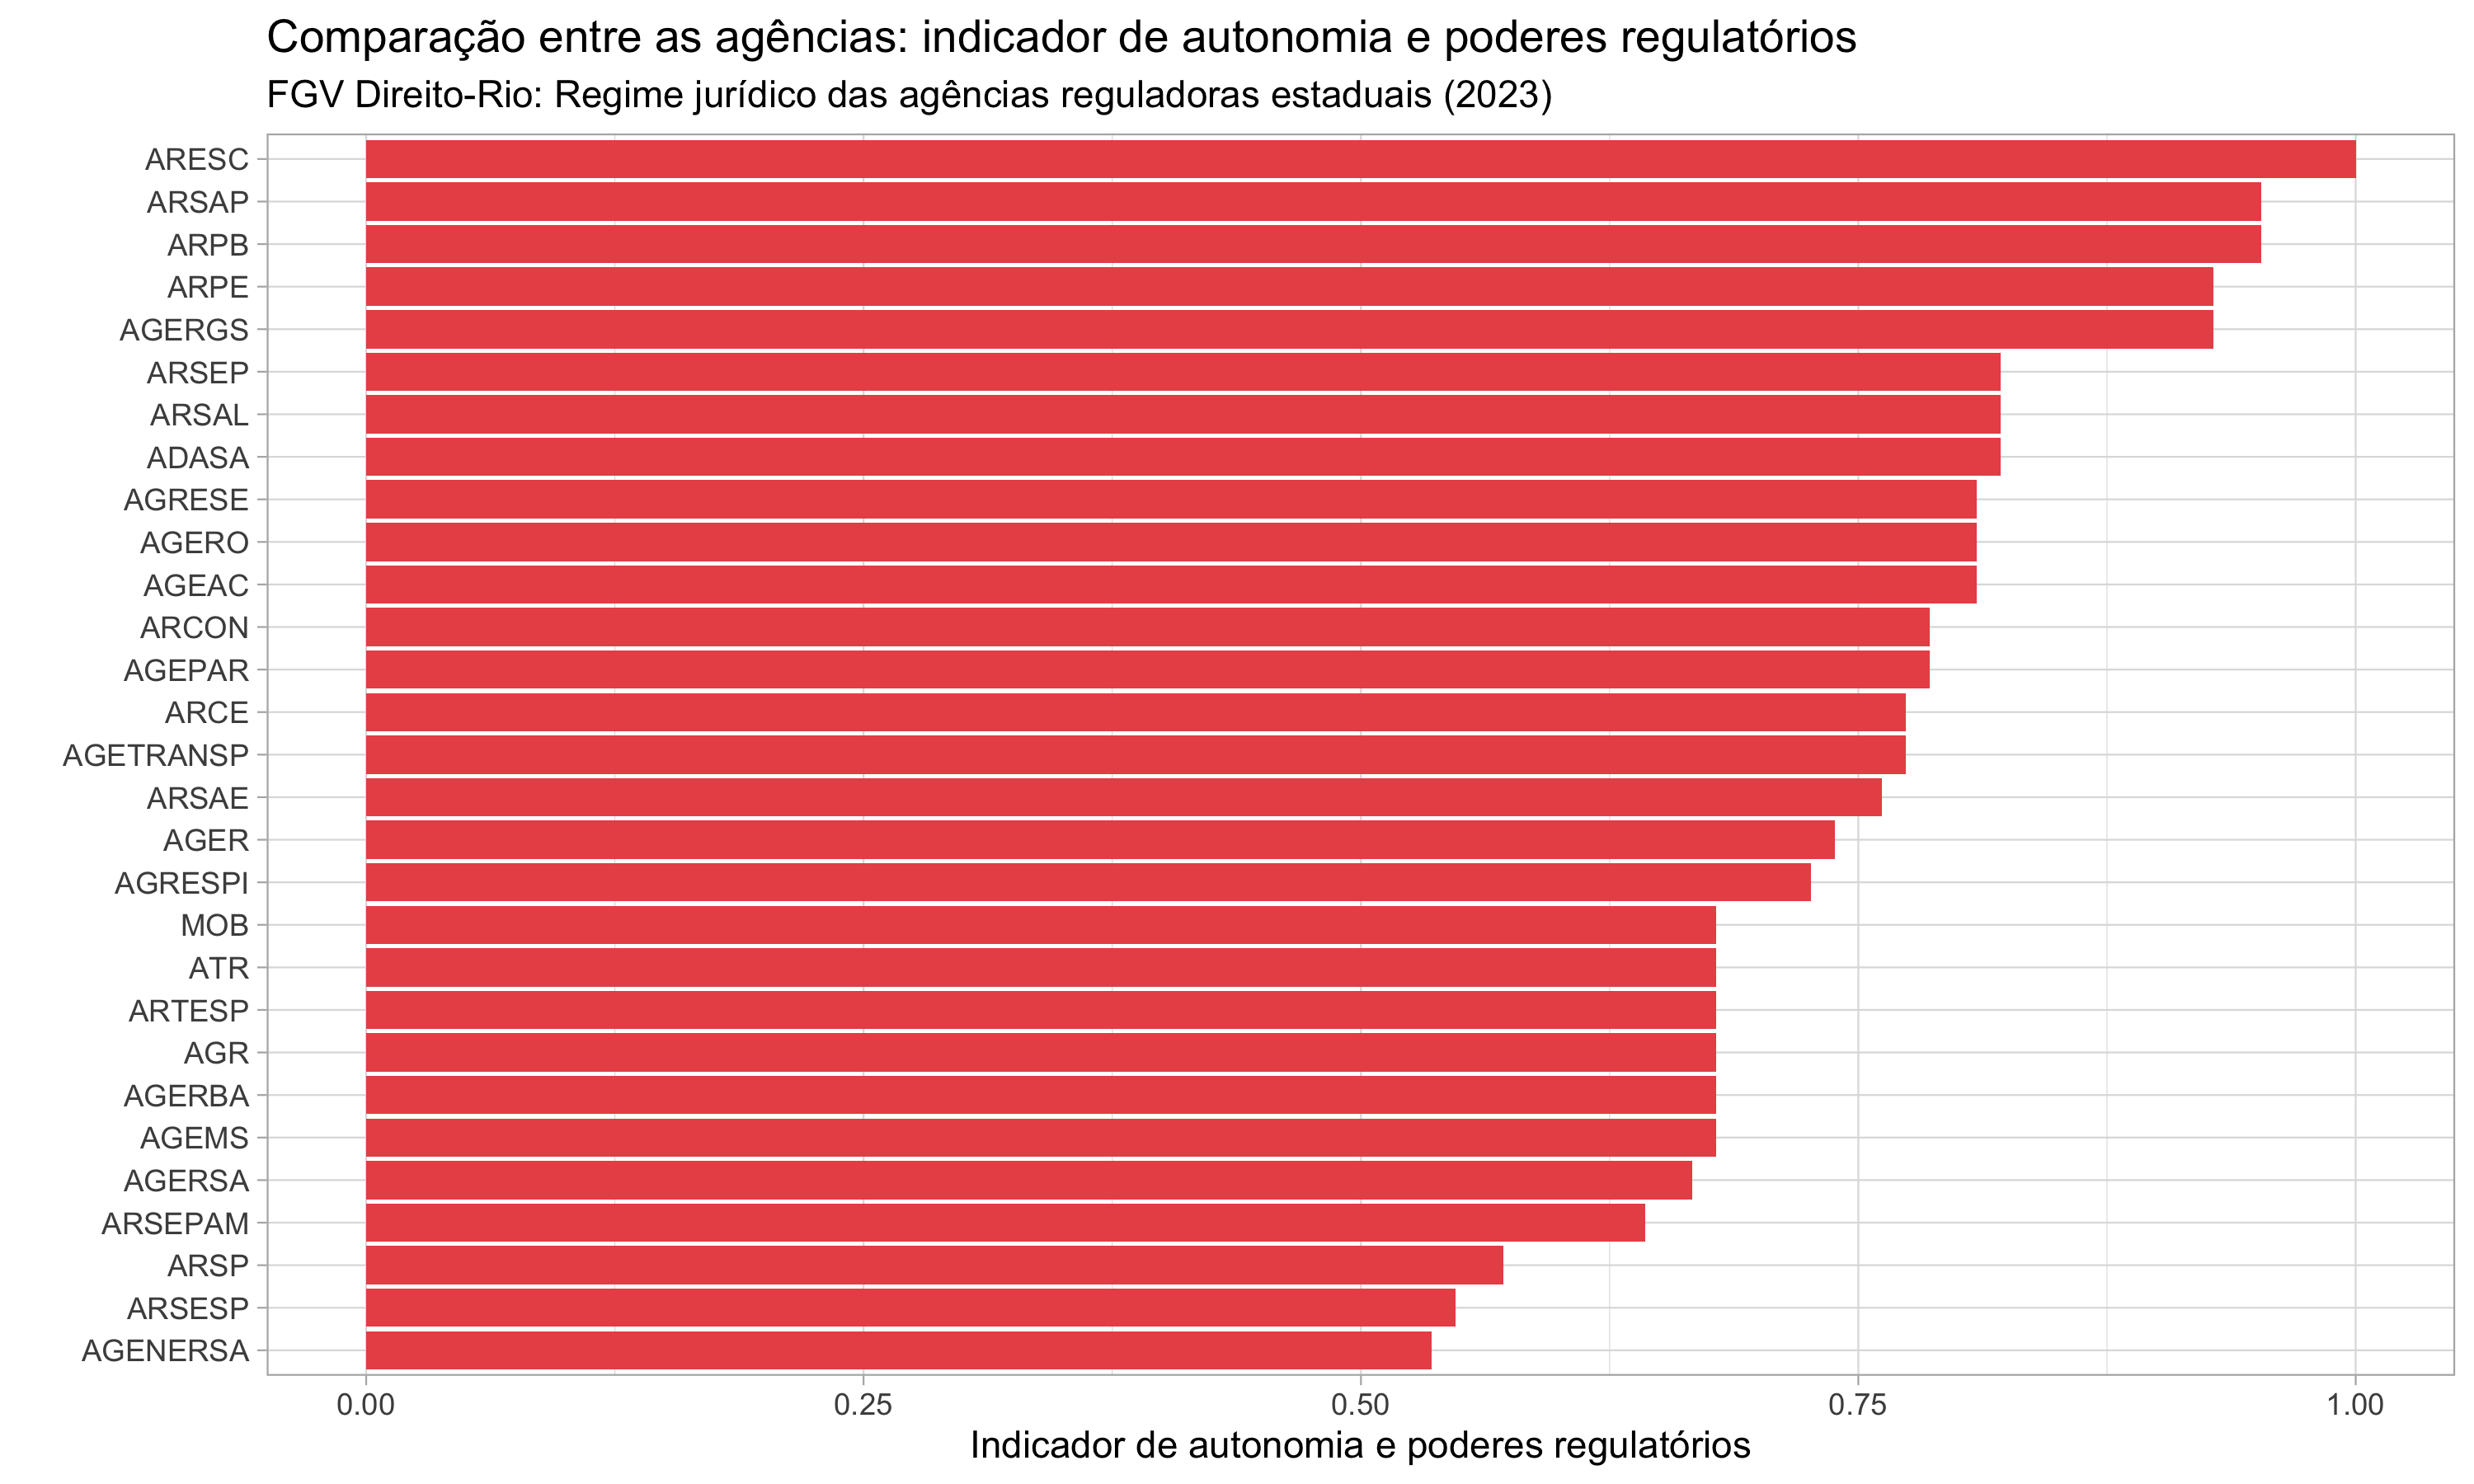 Comparação entre as agências: indicador de autonomia e poderes regulatórios
FGV Direito-Rio: Regime jurídico das agências reguladoras estaduais (2023)
ARESC
ARSAP
ARPB
ARPE
AGERGS
ARSEP
ARSAL
ADASA
AGRESE
AGERO
AGEAC
ARCON
AGEPAR
ARCE
AGETRANSP
ARSAE
AGER
AGRESPI
MOB
ATR
ARTESP
AGR
AGERBA
AGEMS
AGERSA
ARSEPAM
ARSP
ARSESP
AGENERSA
0.00 0.25 0.50 0.75 1.00
Indicador de autonomia e poderes regulatórios